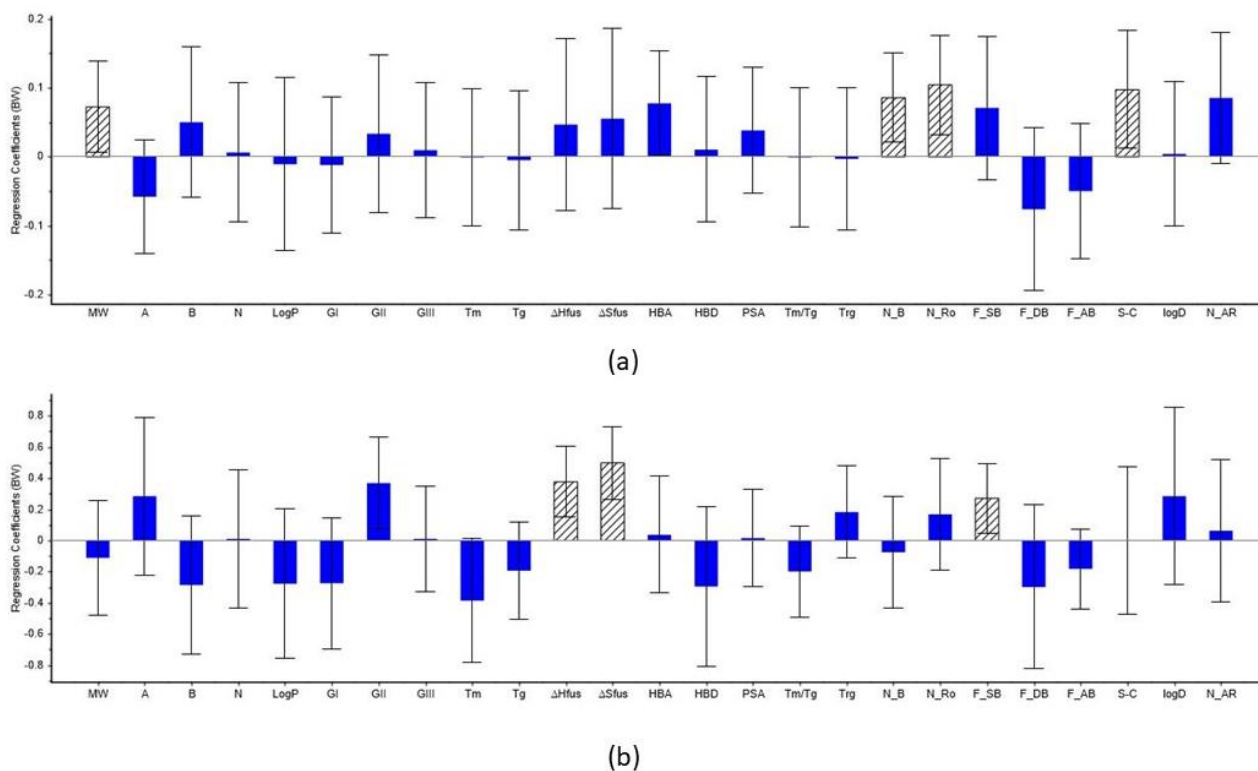 0.2
0.1
0
-0.1
-0.2
Regression Coefficients (BW)
MW A B N LogP GI GII GIII Tm Tg ΔHfus ΔSfus HBA HBD PSA Tm/Tg Trg N_B N_Ro F_SB F_DB F_AB S-C logD N_AR
(a)
0.8
0.6
0.4
0.2
0
-0.2
-0.4
-0.6
-0.8
Regression Coefficients (BW)
MW A B N LogP GI GII GIII Tm Tg ΔHfus ΔSfus HBA HBD PSA Tm/Tg Trg N_B N_Ro F_SB F_DB F_AB S-C logD N_AR
(b)